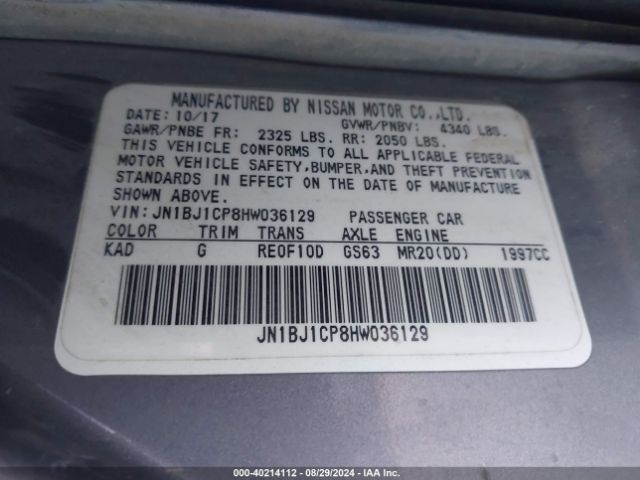 MANUFACTURED BY NISSAN MOTOR CO.,LTD.
DATE: 10/17 GVWR/PNBV: 4340 LBS.
GAWR/PNBE FR: 2325 LBS. RR: 2050 LBS.
THIS VEHICLE CONFORMS TO ALL APPLICABLE FEDERAL
MOTOR VEHICLE SAFETY,BUMPER,AND THEFT PREVENTION
STANDARDS IN EFFECT ON THE DATE OF MANUFACTURE
SHOWN ABOVE.
VIN: JN1BJ1CP8HW036129 PASSENGER CAR
COLOR TRIM TRANS AXLE ENGINE
KAD G RE0F10D GS63 MR20(DD) 1997CC
JN1BJ1CP8HW036129
000-40214112 - 08/29/2024 - IAA Inc.